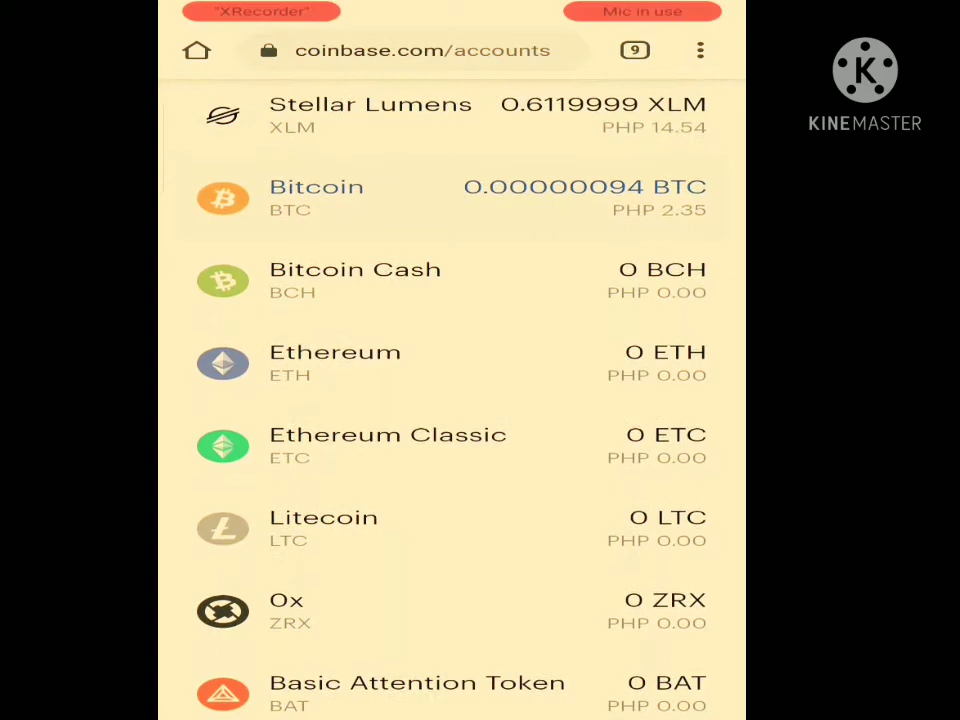 "XRecorder" Mic in use
coinbase.com/accounts 9
K
KINEMASTER
Stellar Lumens 0.6119999 XLM
XLM PHP 14.54
Bitcoin 0.00000094 BTC
BTC PHP 2.35
Bitcoin Cash 0 BCH
BCH PHP 0.00
Ethereum 0 ETH
ETH PHP 0.00
Ethereum Classic 0 ETC
ETC PHP 0.00
Litecoin 0 LTC
LTC PHP 0.00
0x 0 ZRX
ZRX PHP 0.00
Basic Attention Token 0 BAT
BAT PHP 0.00